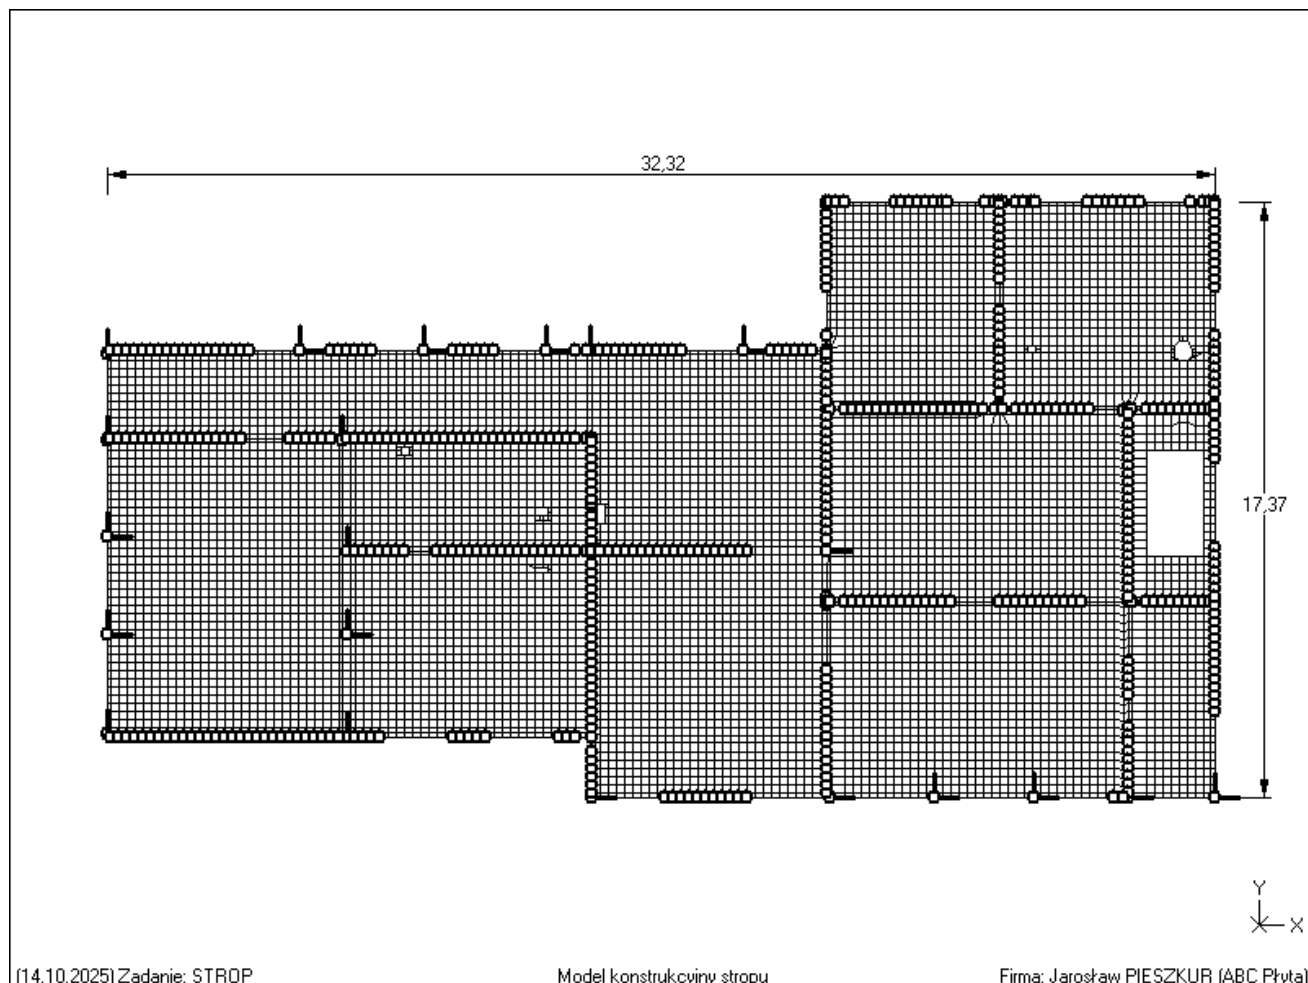 32,32
17,37
Y
X
(14.10.2025) Zadanie: STROP Model konstrukcyjny stropu Firma: Jarosław PIESZKUR (ABC Płyta)